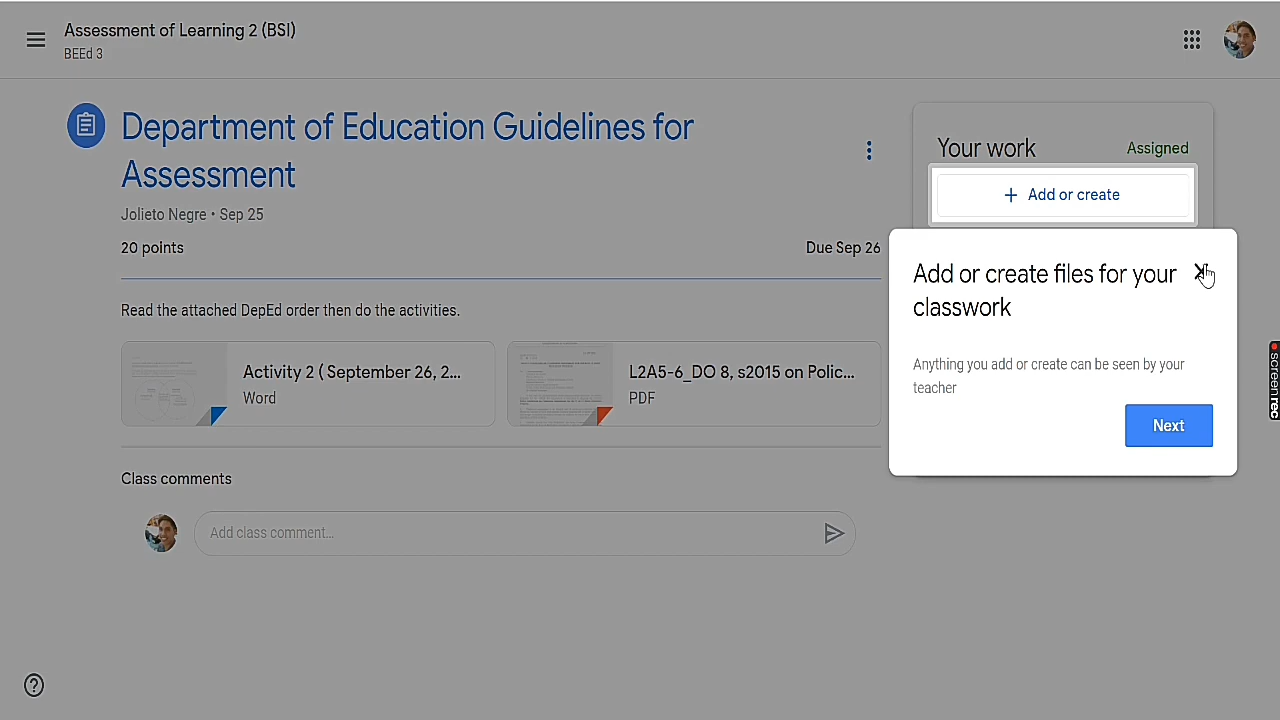 Assessment of Learning 2 (BSI)
BEEd 3
Department of Education Guidelines for
Assessment
Jolieto Negre • Sep 25
20 points
Due Sep 26
Read the attached DepEd order then do the activities.
Activity 2 ( September 26, 2...
Word
L2A5-6_DO 8, s2015 on Polic...
PDF
Class comments
Add class comment...
Your work
Assigned
+ Add or create
Add or create files for your
classwork
Anything you add or create can be seen by your
teacher
Next
screenrec